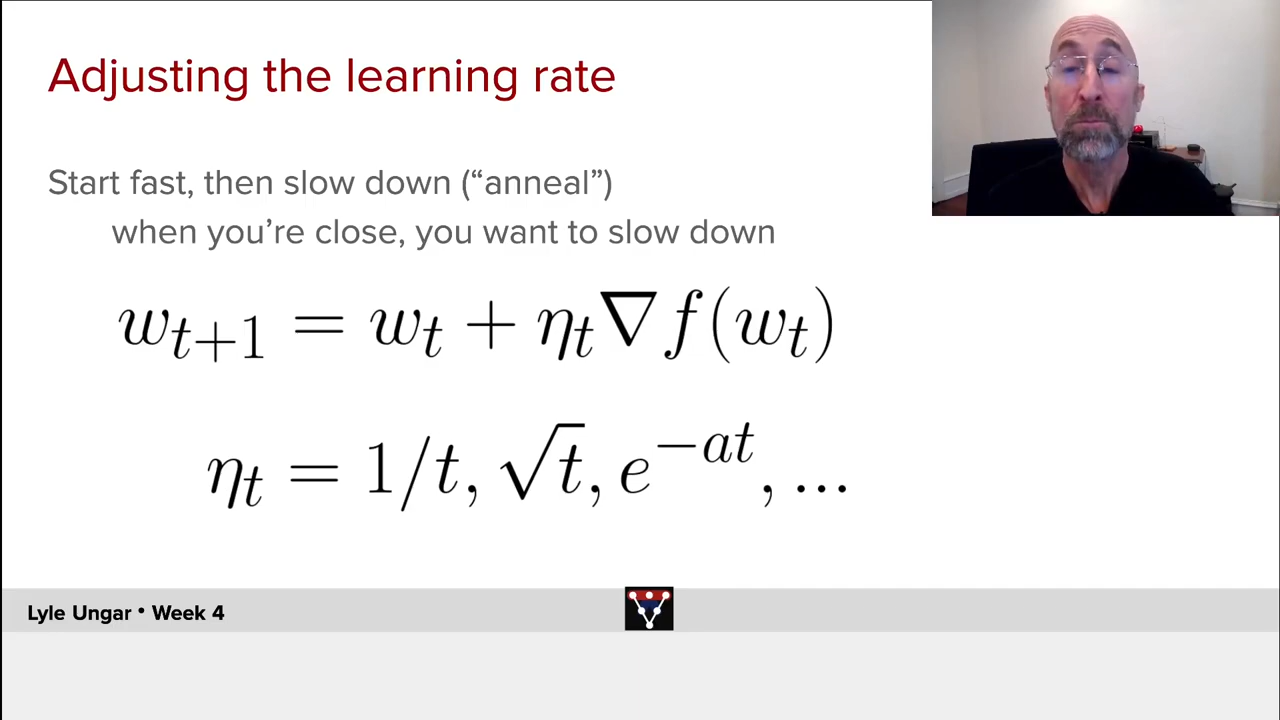 Adjusting the learning rate
Start fast, then slow down (“anneal”)
when you’re close, you want to slow down
w_{t+1} = w_t + η_t ∇f(w_t)
η_t = 1/t, √t, e^{-at}, ...
Lyle Ungar • Week 4